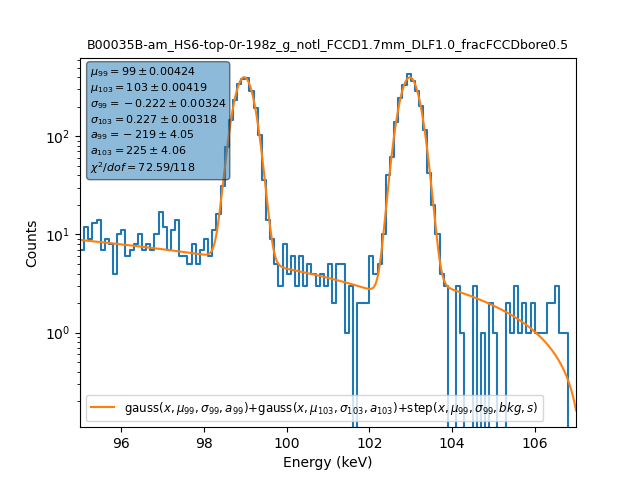 B00035B-am_HS6-top-0r-198z_g_notl_FCCD1.7mm_DLF1.0_fracFCCDbore0.5
μ₉₉ = 99 ± 0.00424
μ₁₀₃ = 103 ± 0.00419
σ₉₉ = −0.222 ± 0.00324
σ₁₀₃ = 0.227 ± 0.00318
a₉₉ = −219 ± 4.05
a₁₀₃ = 225 ± 4.06
χ²/dof = 72.59/118
10²
10¹
10⁰
Counts
gauss(x, μ₉₉, σ₉₉, a₉₉)+gauss(x, μ₁₀₃, σ₁₀₃, a₁₀₃)+step(x, μ₉₉, σ₉₉, bkg, s)
96 98 100 102 104 106
Energy (keV)